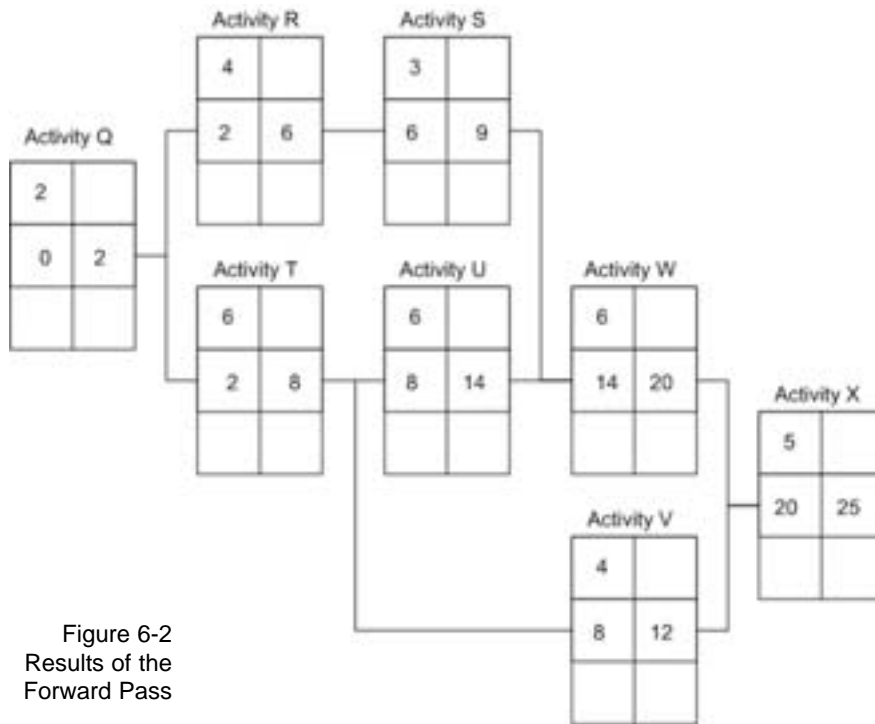 Activity R
Activity S
4
3
2 6
6 9
Activity Q
2
0 2
Activity T
Activity U
Activity W
6
6
6
2 8
8 14
14 20
Activity X
5
20 25
Activity V
4
8 12
Figure 6-2
Results of the
Forward Pass